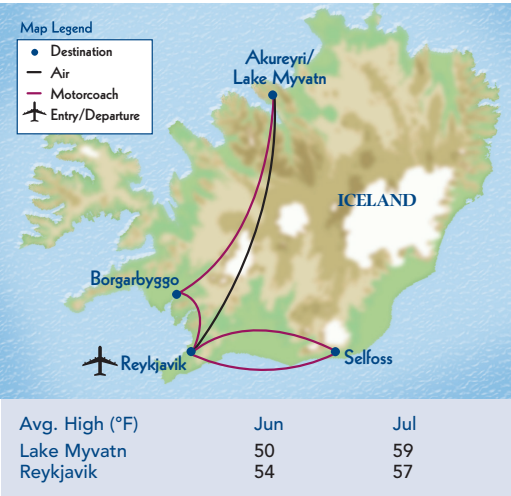 Map Legend
Destination
Air
Motorcoach
Entry/Departure
Akureyri/
Lake Myvatn
ICELAND
Borgarbyggo
Reykjavik
Selfoss
Avg. High (°F) Jun Jul
Lake Myvatn 50 59
Reykjavik 54 57